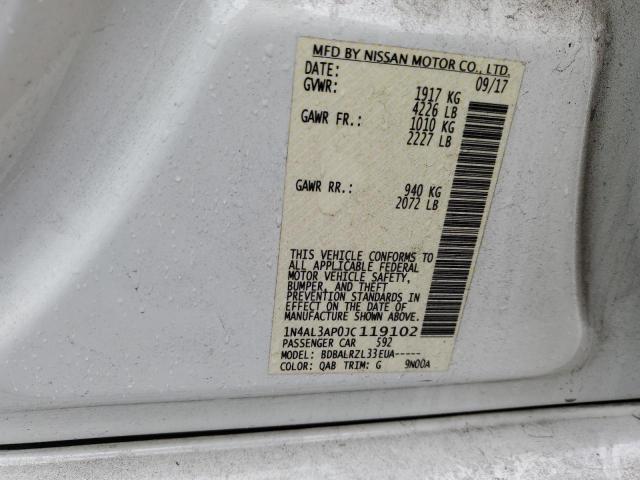 MFD BY NISSAN MOTOR CO., LTD.
DATE: 09/17
GVWR: 1917 KG
4226 LB
GAWR FR.: 1010 KG
2227 LB
GAWR RR.: 940 KG
2072 LB
THIS VEHICLE CONFORMS TO
ALL APPLICABLE FEDERAL
MOTOR VEHICLE SAFETY,
BUMPER, AND THEFT
PREVENTION STANDARDS IN
EFFECT ON THE DATE OF
MANUFACTURE SHOWN ABOVE.
1N4AL3AP0JC119102
PASSENGER CAR 592
MODEL: BDBALRZL33EUA-----
COLOR: QAB TRIM: G 9N00A